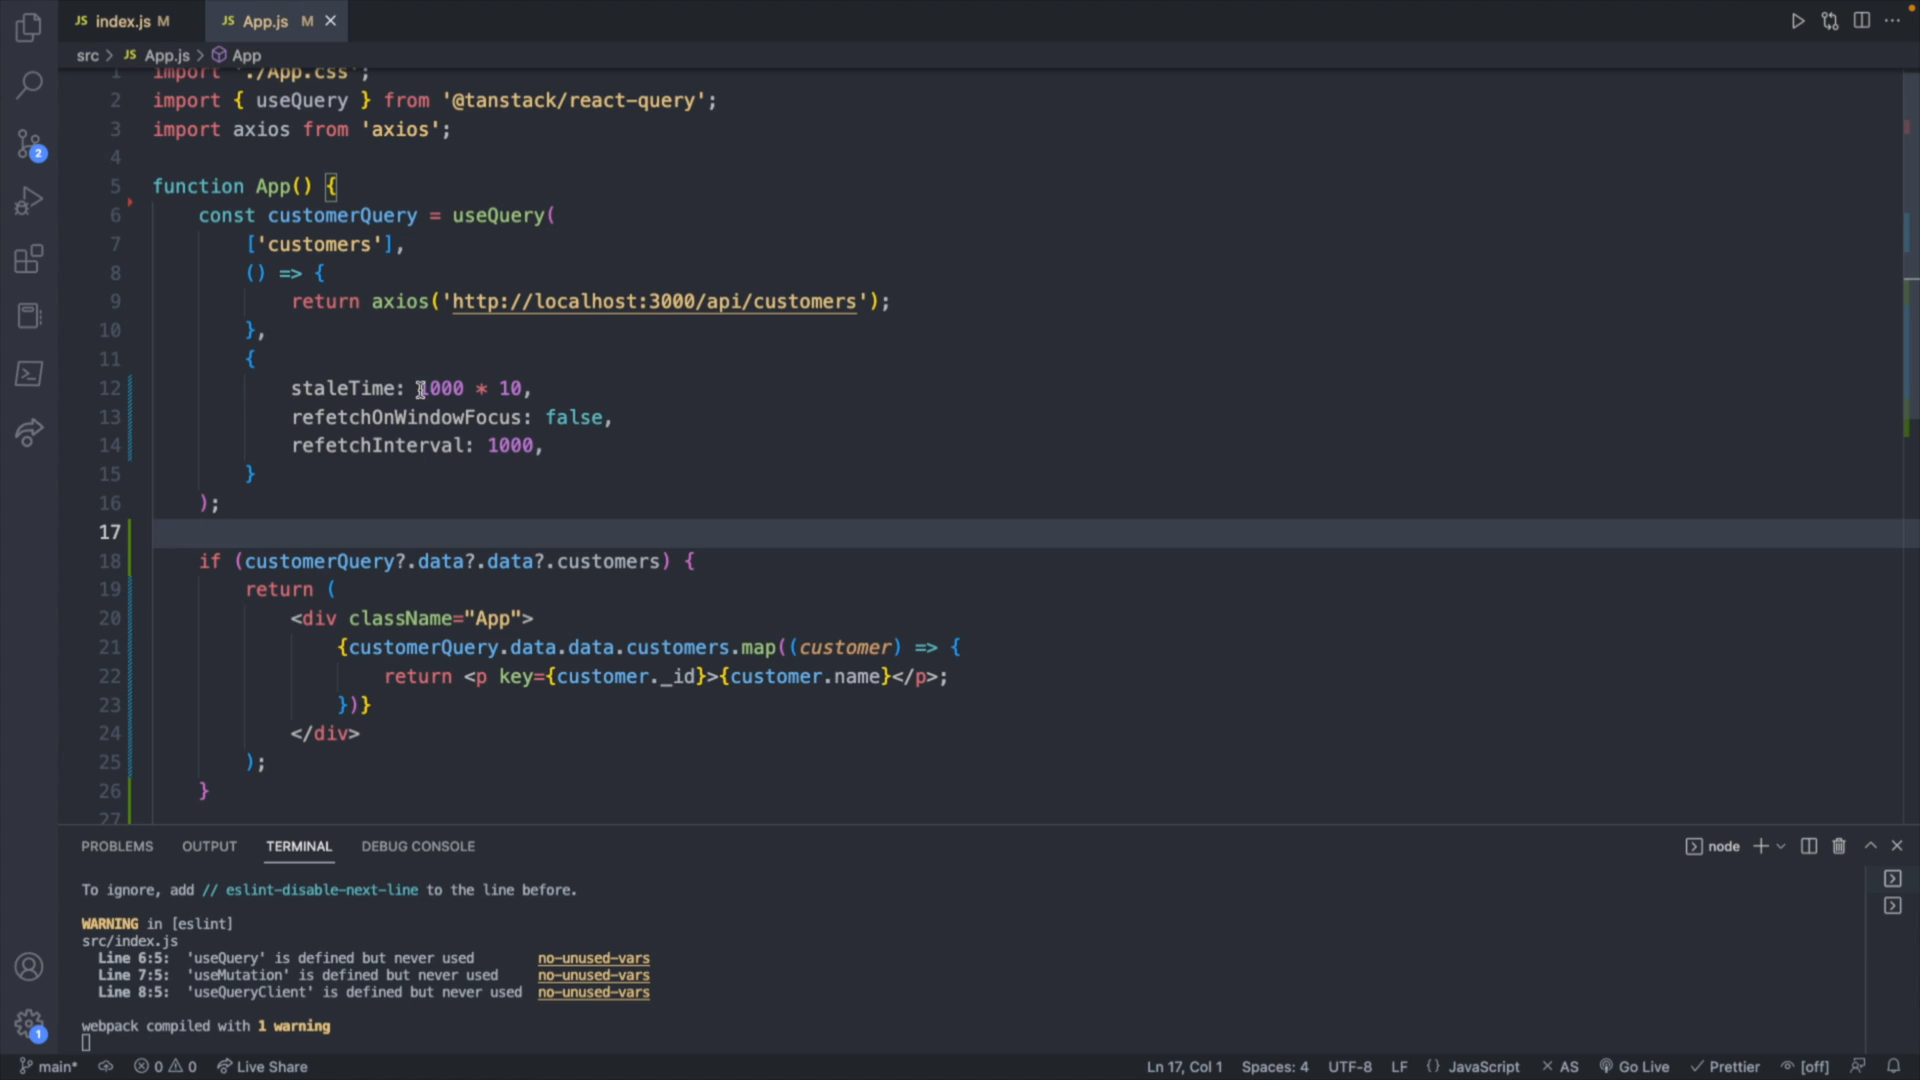 JS index.js M JS App.js M
src > JS App.js > App
1 import './App.css';
2 import { useQuery } from '@tanstack/react-query';
3 import axios from 'axios';
4
5 function App() {
6 const customerQuery = useQuery(
7 ['customers'],
8 () => {
9 return axios('http://localhost:3000/api/customers');
10 },
11 {
12 staleTime: 1000 * 10,
13 refetchOnWindowFocus: false,
14 refetchInterval: 1000,
15 }
16 );
17
18 if (customerQuery?.data?.data?.customers) {
19 return (
20 <div className="App">
21 {customerQuery.data.data.customers.map((customer) => {
22 return <p key={customer._id}>{customer.name}</p>;
23 })}
24 </div>
25 );
26 }
27
2
1
PROBLEMS OUTPUT TERMINAL DEBUG CONSOLE node
To ignore, add // eslint-disable-next-line to the line before.
WARNING in [eslint]
src/index.js
Line 6:5: 'useQuery' is defined but never used no-unused-vars
Line 7:5: 'useMutation' is defined but never used no-unused-vars
Line 8:5: 'useQueryClient' is defined but never used no-unused-vars
webpack compiled with 1 warning
main* 0 0 Live Share Ln 17, Col 1 Spaces: 4 UTF-8 LF {} JavaScript × AS Go Live ✓ Prettier [off]